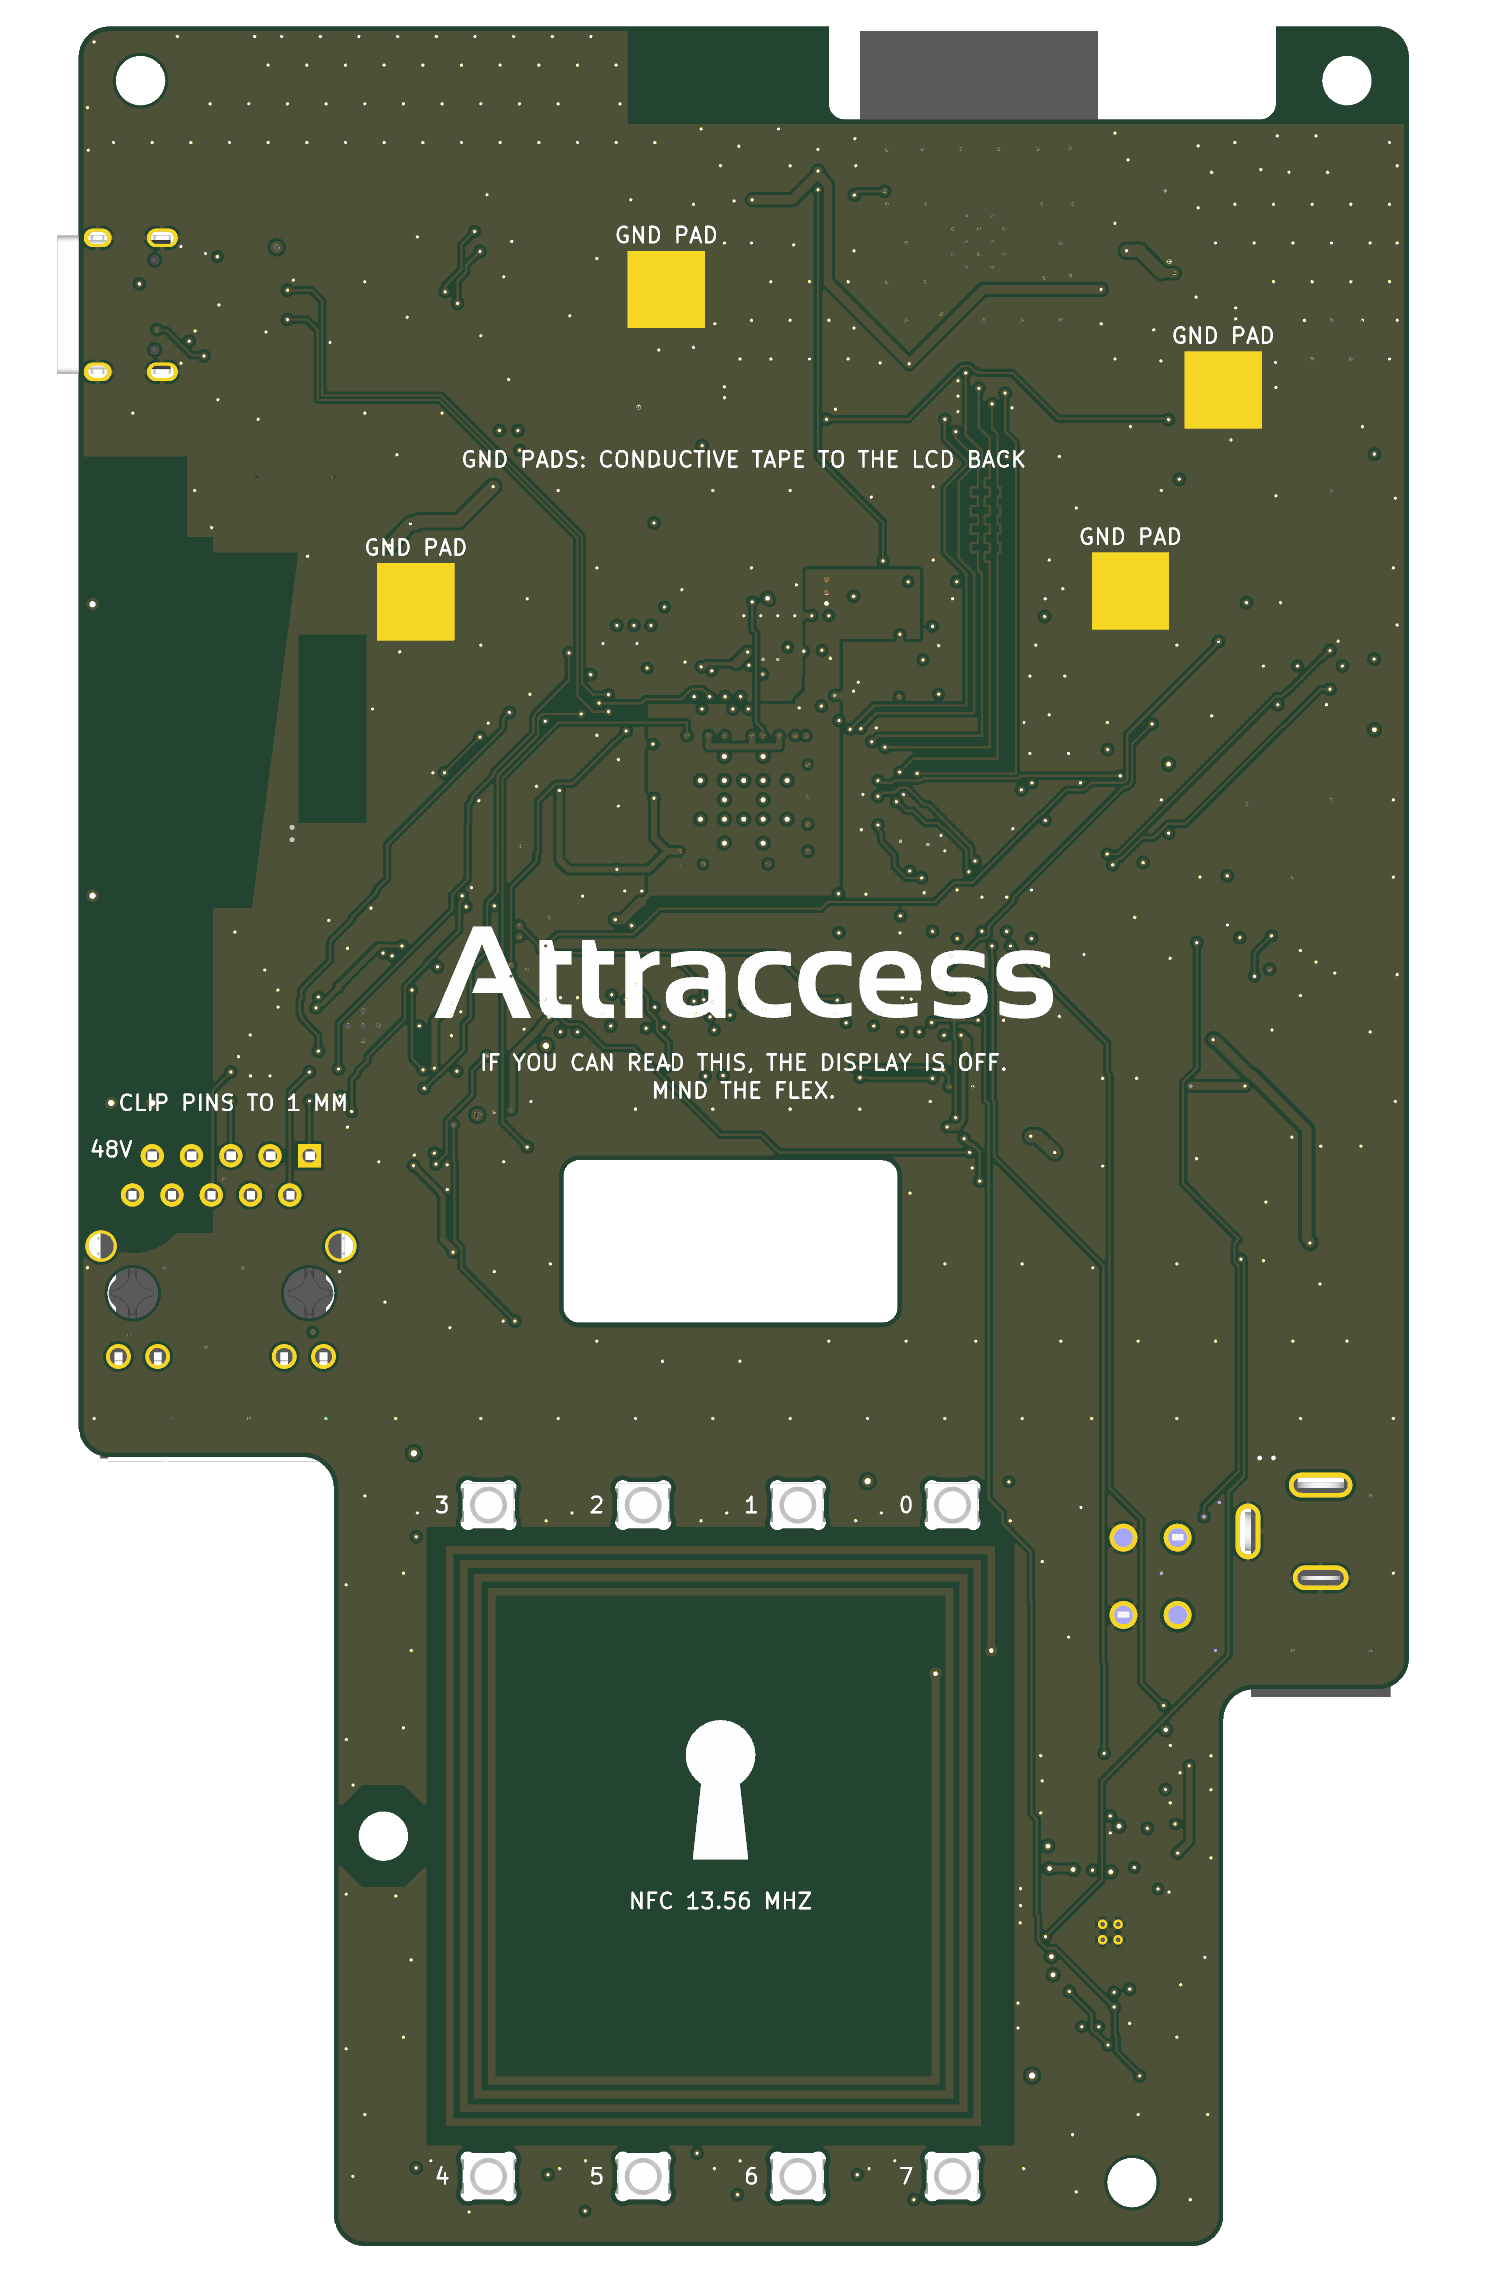 GND PAD
GND PAD
GND PADS: CONDUCTIVE TAPE TO THE LCD BACK
GND PAD
GND PAD
Attraccess
IF YOU CAN READ THIS, THE DISPLAY IS OFF.
MIND THE FLEX.
CLIP PINS TO 1 MM
48V
3 2 1 0
NFC 13.56 MHZ
4 5 6 7